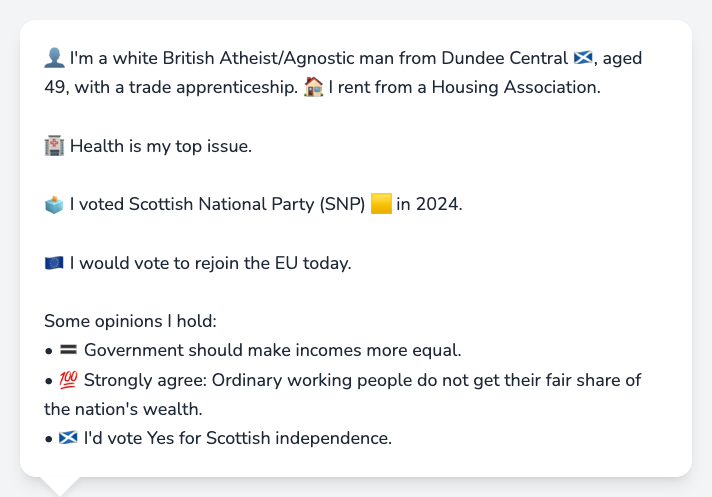 👤 I'm a white British Atheist/Agnostic man from Dundee Central 🏴󠁧󠁢󠁳󠁣󠁴󠁿, aged
49, with a trade apprenticeship. 🏠 I rent from a Housing Association.
🏥 Health is my top issue.
🗳️ I voted Scottish National Party (SNP) 🟨 in 2024.
🇪🇺 I would vote to rejoin the EU today.
Some opinions I hold:
• 🟰 Government should make incomes more equal.
• 💯 Strongly agree: Ordinary working people do not get their fair share of
the nation's wealth.
• 🏴󠁧󠁢󠁳󠁣󠁴󠁿 I'd vote Yes for Scottish independence.